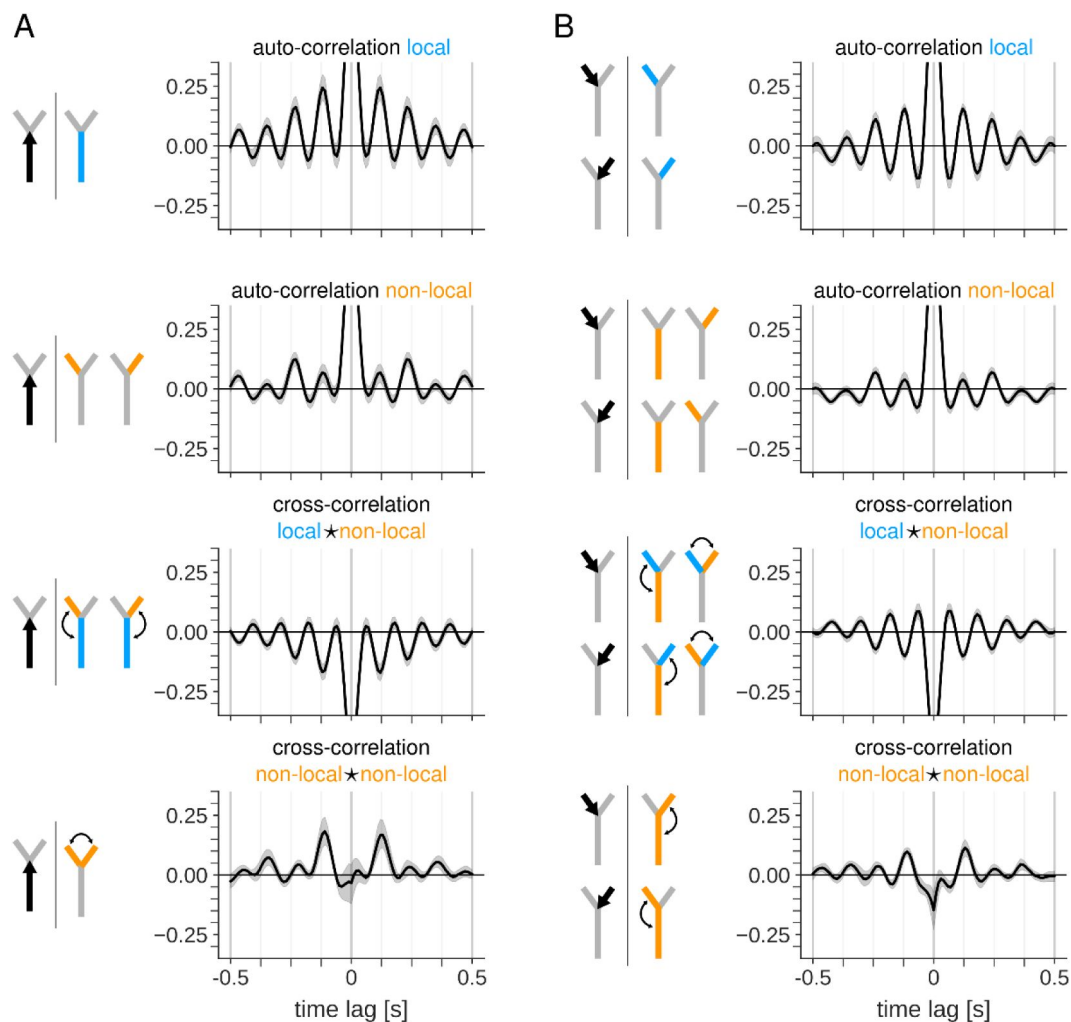 A
auto-correlation local
0.25
0.00
−0.25
auto-correlation non-local
0.25
0.00
−0.25
cross-correlation
local★non-local
0.25
0.00
−0.25
cross-correlation
non-local★non-local
0.25
0.00
−0.25
-0.5 0 0.5
time lag [s]
B
auto-correlation local
0.25
0.00
−0.25
auto-correlation non-local
0.25
0.00
−0.25
cross-correlation
local★non-local
0.25
0.00
−0.25
cross-correlation
non-local★non-local
0.25
0.00
−0.25
-0.5 0 0.5
time lag [s]